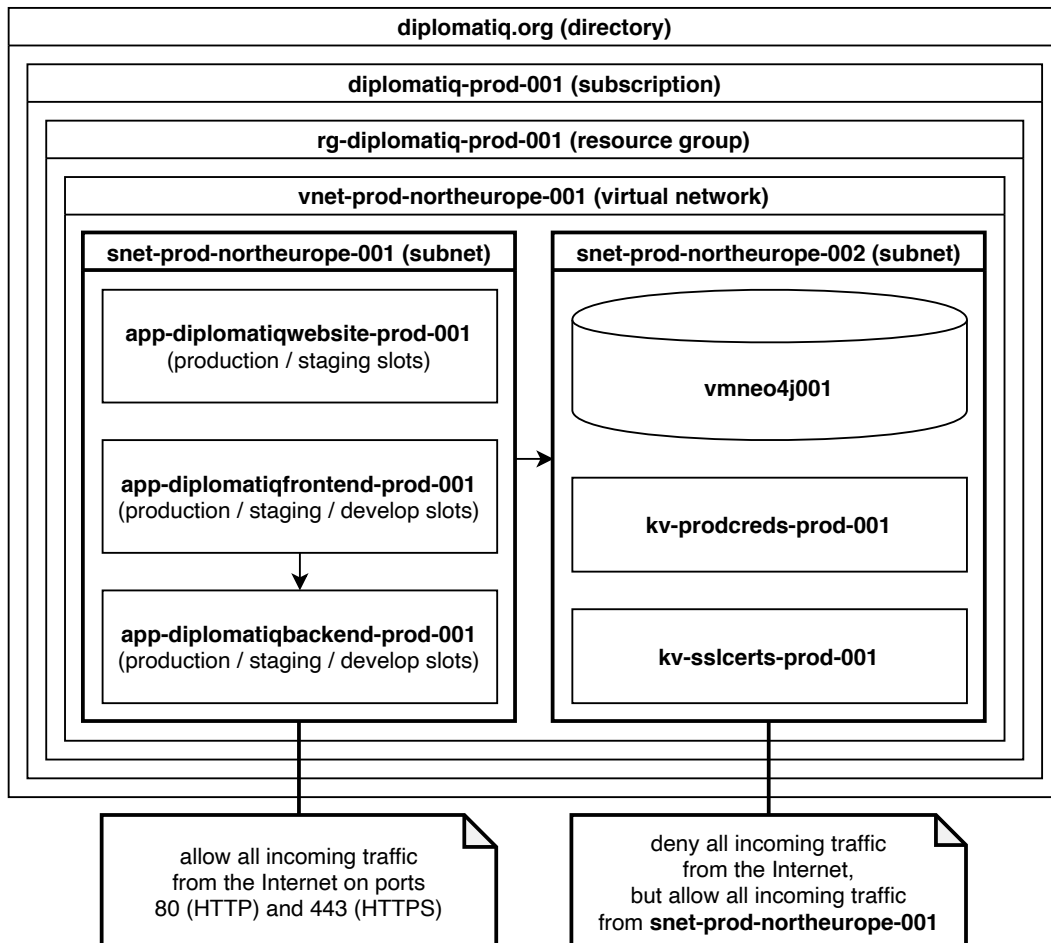 diplomatiq.org (directory)
diplomatiq-prod-001 (subscription)
rg-diplomatiq-prod-001 (resource group)
vnet-prod-northeurope-001 (virtual network)
snet-prod-northeurope-001 (subnet)
app-diplomatiqwebsite-prod-001
(production / staging slots)
app-diplomatiqfrontend-prod-001
(production / staging / develop slots)
app-diplomatiqbackend-prod-001
(production / staging / develop slots)
snet-prod-northeurope-002 (subnet)
vmneo4j001
kv-prodcreds-prod-001
kv-sslcerts-prod-001
allow all incoming traffic
from the Internet on ports
80 (HTTP) and 443 (HTTPS)
deny all incoming traffic
from the Internet,
but allow all incoming traffic
from snet-prod-northeurope-001